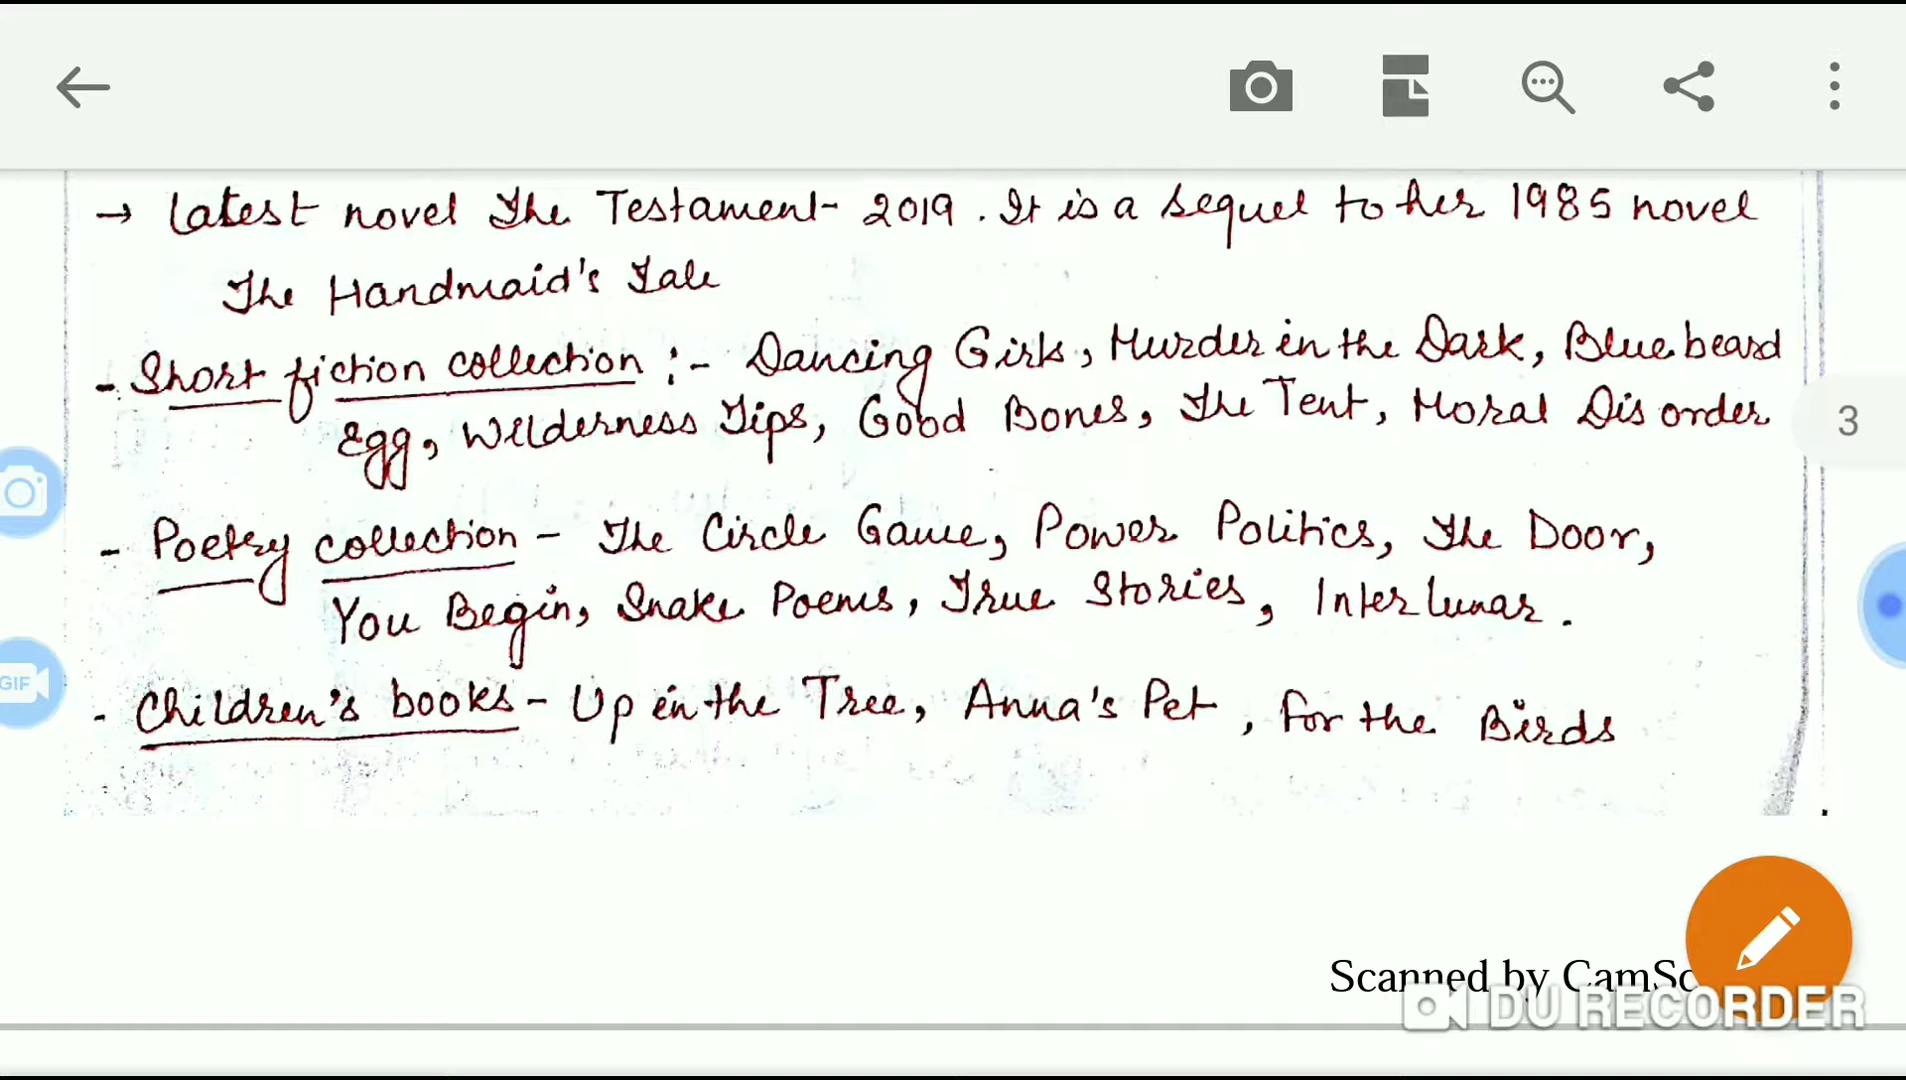 → Latest novel The Testament - 2019. It is a sequel to her 1985 novel
The Handmaid's Tale
- Short fiction collection :- Dancing Girls, Murder in the Dark, Bluebeard
Egg, Wilderness Tips, Good Bones, The Tent, Moral Disorder
3
- Poetry collection - The Circle Game, Power Politics, The Door,
You Begin, Snake Poems, True Stories, Interlunar.
GIF
- Children's books - Up in the Tree, Anna's Pet, For the Birds
Scanned by CamSc
DU RECORDER